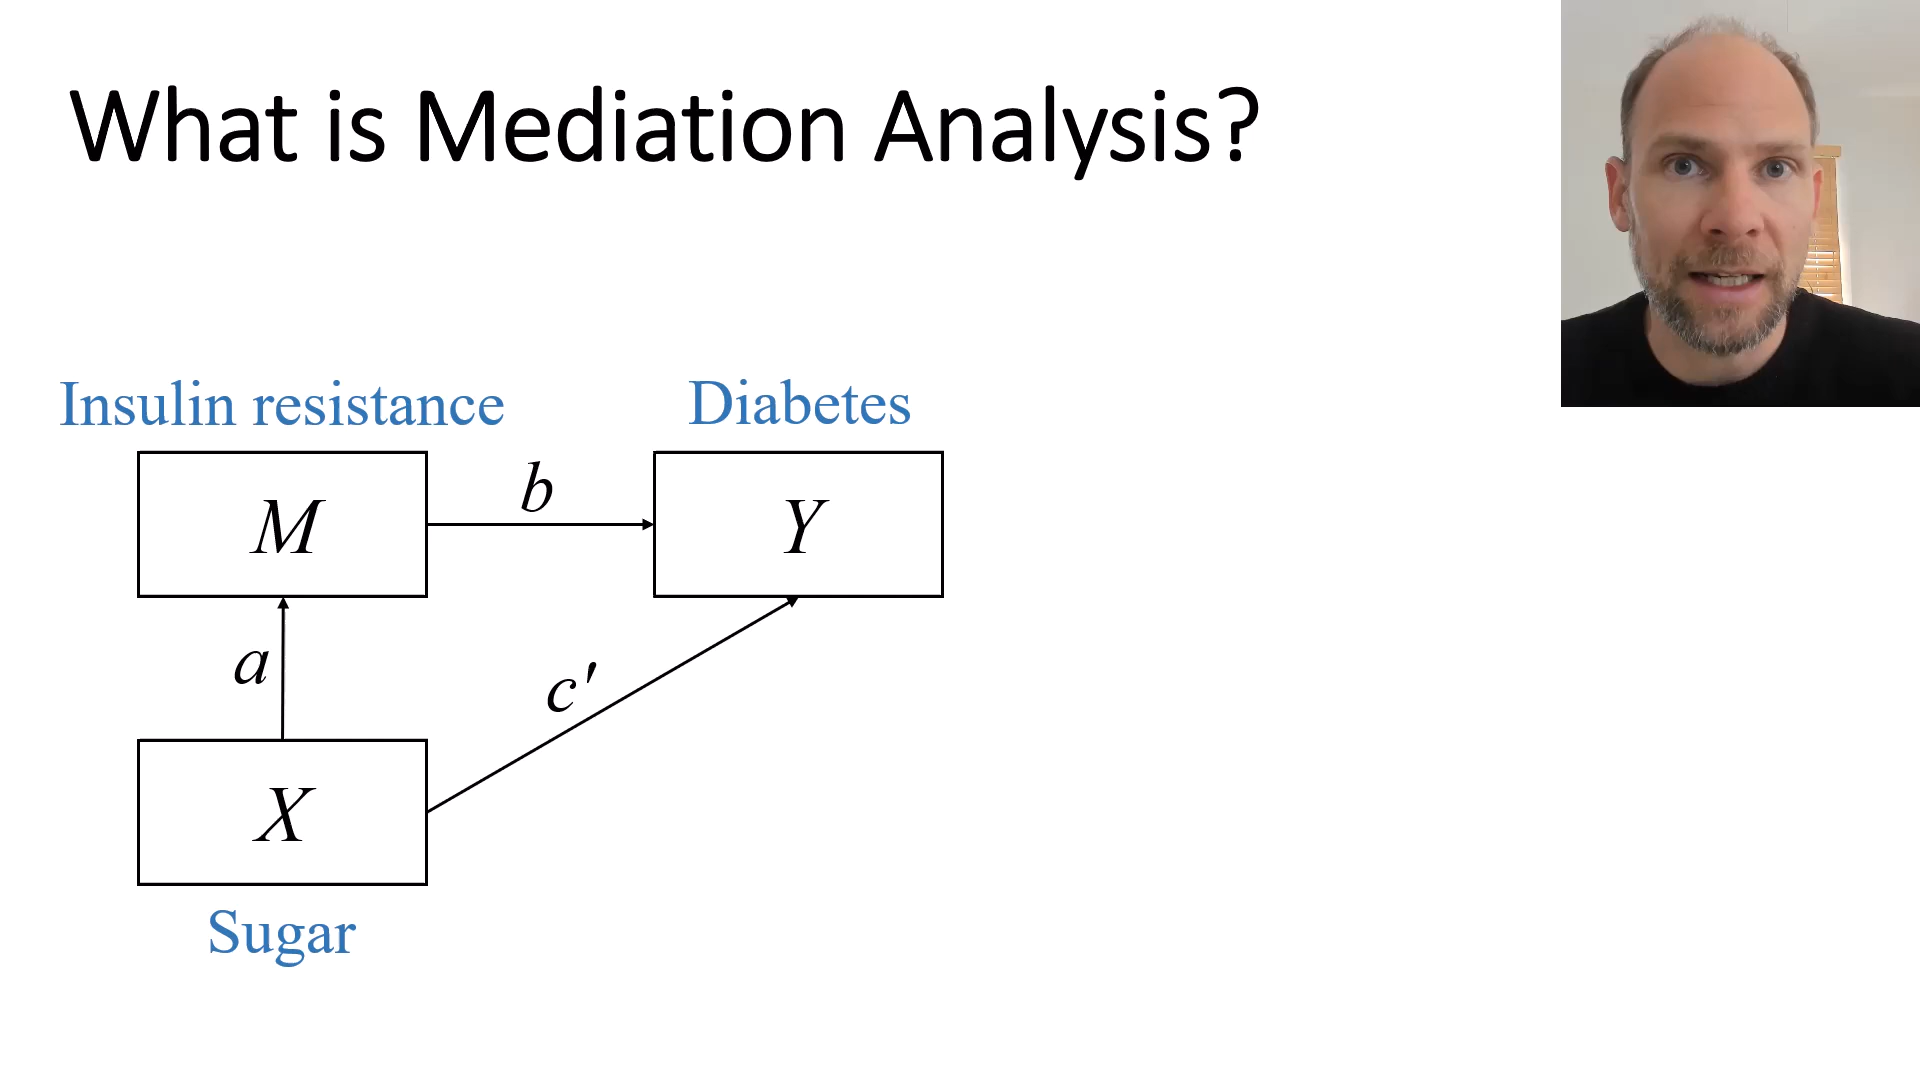 What is Mediation Analysis?
Insulin resistance
Diabetes
M
b
Y
a
c'
X
Sugar